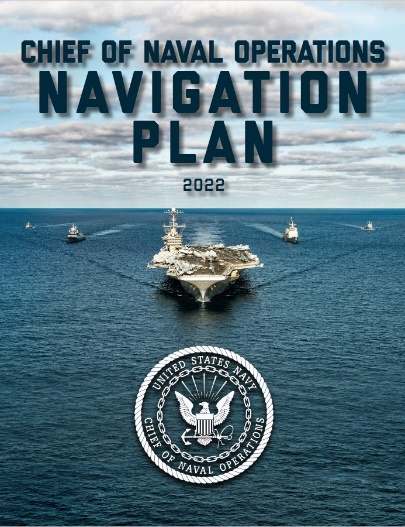 CHIEF OF NAVAL OPERATIONS
NAVIGATION
PLAN
2022
UNITED STATES NAVY
CHIEF OF NAVAL OPERATIONS